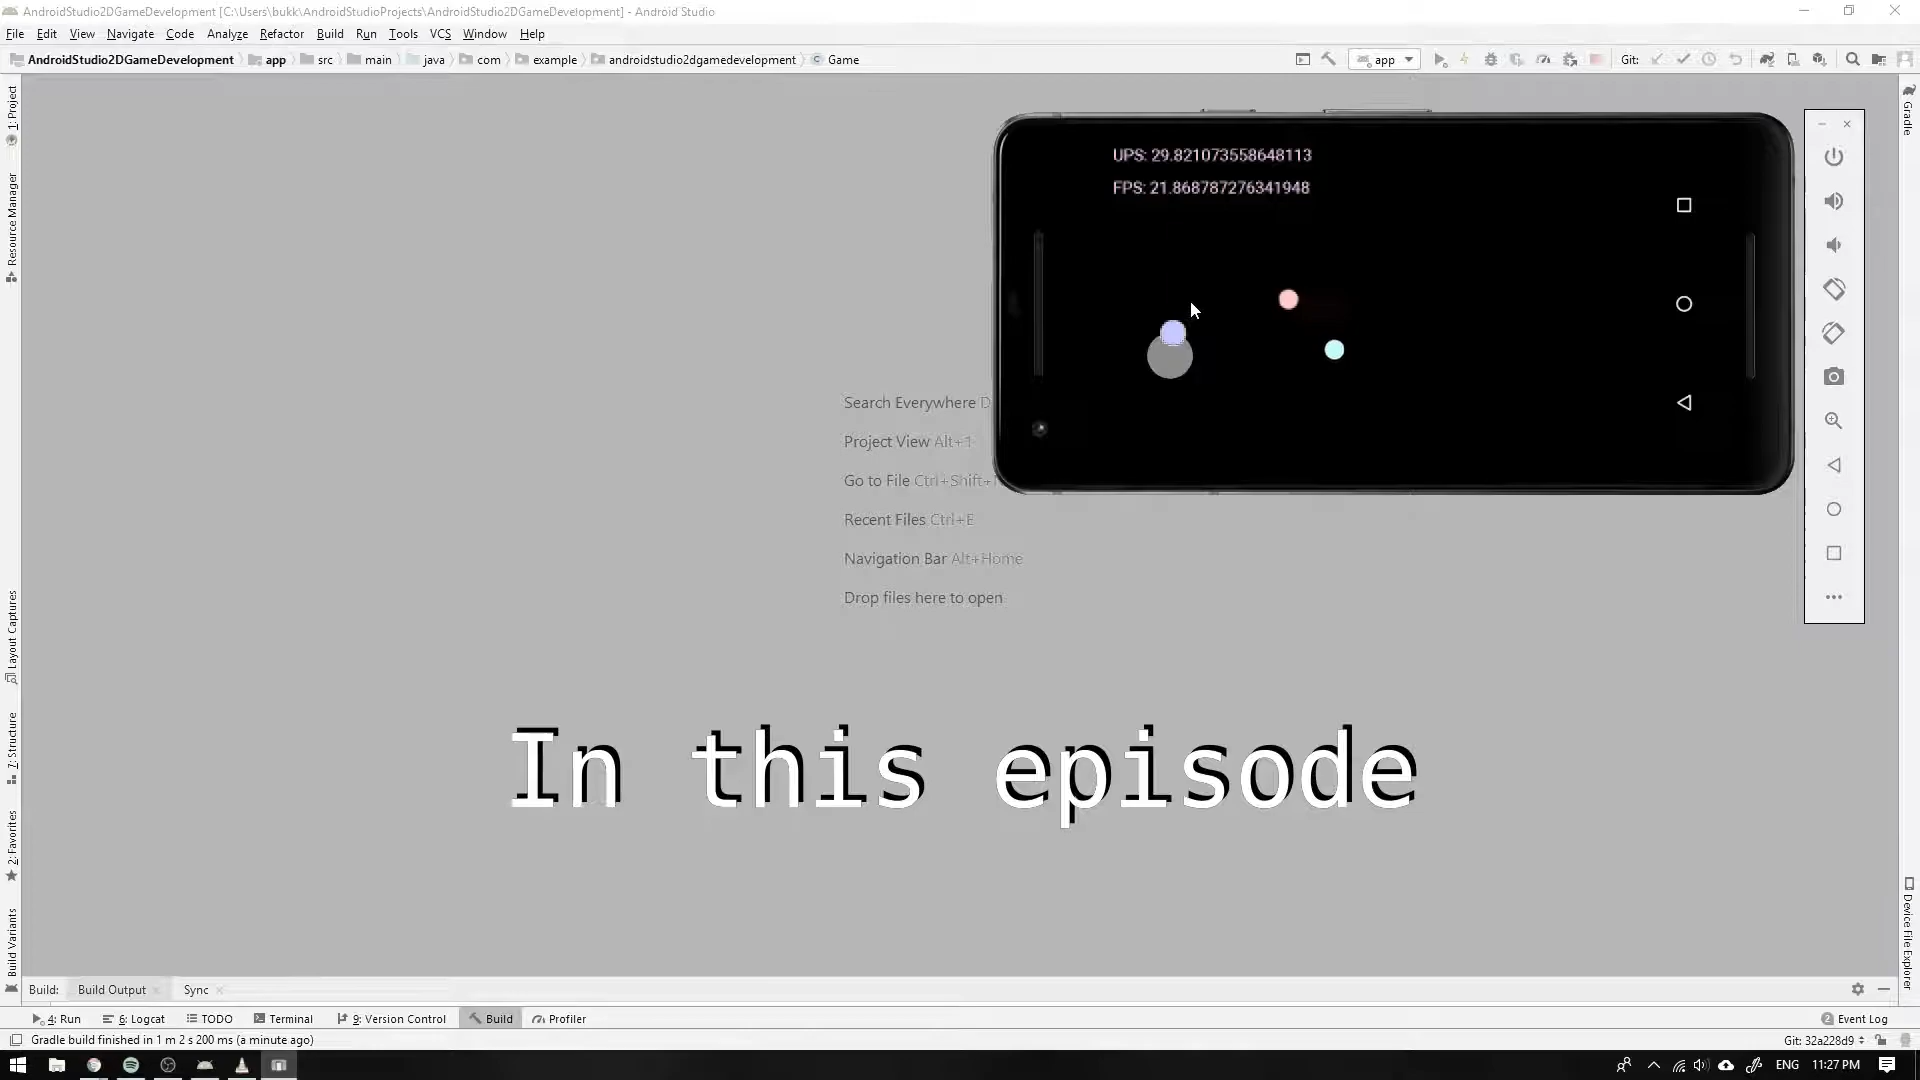 AndroidStudio2DGameDevelopment [C:\Users\bukk\AndroidStudioProjects\AndroidStudio2DGameDevelopment] - Android Studio
File Edit View Navigate Code Analyze Refactor Build Run Tools VCS Window Help
AndroidStudio2DGameDevelopment app src main java com example androidstudio2dgamedevelopment Game
app
Git:
1: Project
Resource Manager
Layout Captures
7: Structure
2: Favorites
Build Variants
UPS: 29.821073558648113
FPS: 21.868787276341948
Search Everywhere D
Project View Alt+1
Go to File Ctrl+Shift+
Recent Files Ctrl+E
Navigation Bar Alt+Home
Drop files here to open
In this episode
Gradle
Device File Explorer
Build: Build Output Sync
4: Run 6: Logcat TODO Terminal 9: Version Control Build Profiler
2 Event Log
Gradle build finished in 1 m 2 s 200 ms (a minute ago)
Git: 32a228d9
ENG 11:27 PM